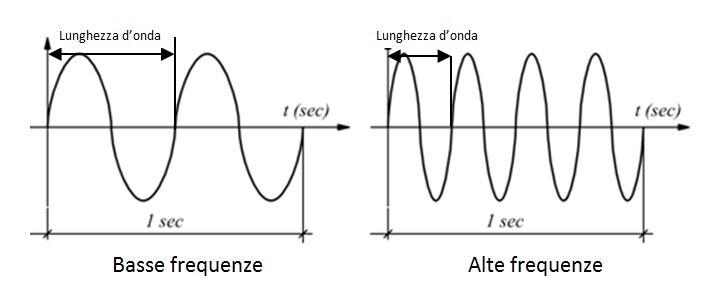 Lunghezza d'onda
t (sec)
1 sec
Basse frequenze
Lunghezza d'onda
t (sec)
1 sec
Alte frequenze